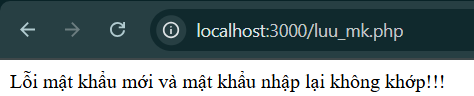 localhost:3000/luu_mk.php
Lỗi mật khẩu mới và mật khẩu nhập lại không khớp!!!